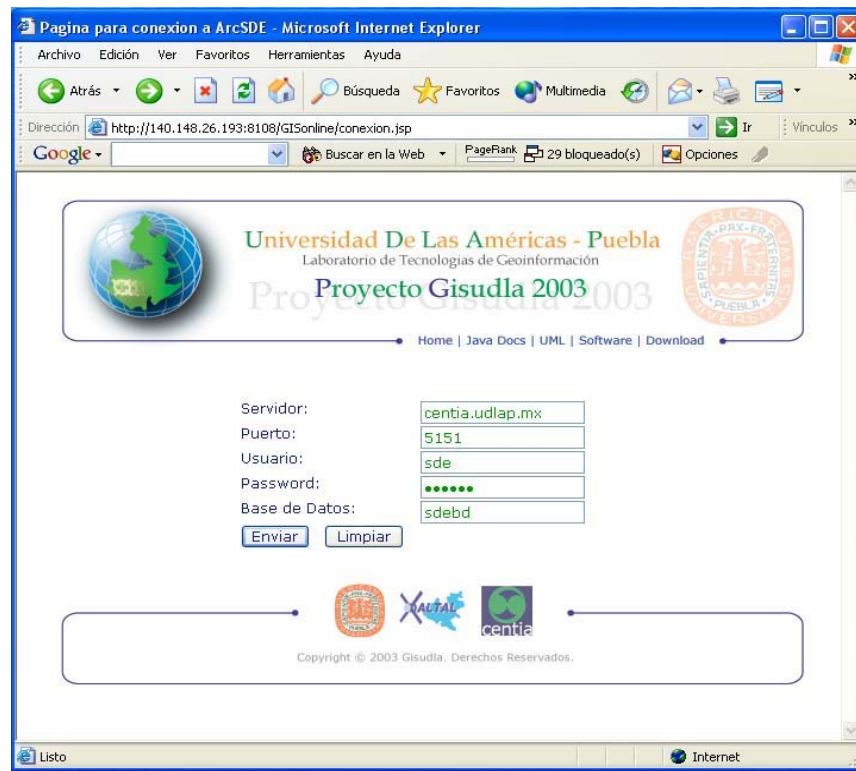 Pagina para conexion a ArcSDE - Microsoft Internet Explorer
Archivo Edición Ver Favoritos Herramientas Ayuda
Atrás Búsqueda Favoritos Multimedia
Dirección http://140.148.26.193:8108/GISonline/conexion.jsp Ir Vínculos »
Google Buscar en la Web PageRank 29 bloqueado(s) Opciones
Universidad De Las Américas - Puebla
Laboratorio de Tecnologias de Geoinformación
Proyecto Gisudla 2003
Home | Java Docs | UML | Software | Download
Servidor: centia.udlap.mx
Puerto: 5151
Usuario: sde
Password: ••••••
Base de Datos: sdebd
Enviar Limpiar
XALTAL
centia
Copyright © 2003 Gisudla. Derechos Reservados.
Listo Internet